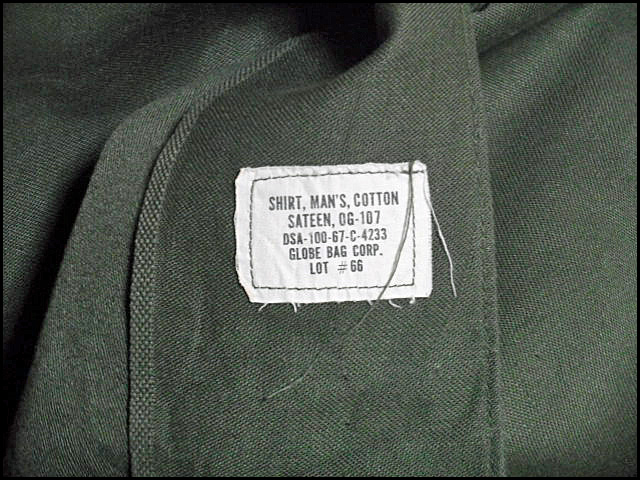 SHIRT, MAN'S, COTTON
SATEEN, OG-107
DSA-100-67-C-4233
GLOBE BAG CORP.
LOT #66